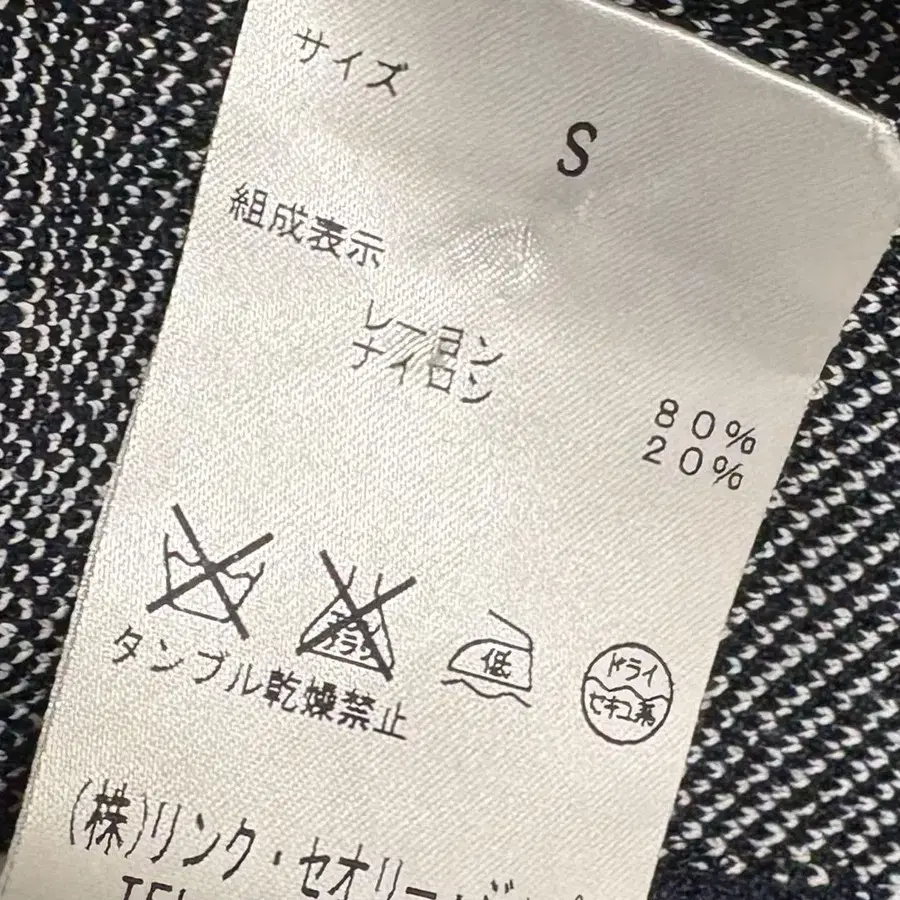 サイズ
S
組成表示
レーヨン 80%
ナイロン 20%
低
ドライ
セキユ系
タンブル乾燥禁止
(株)リンク・セオリー・
TEL